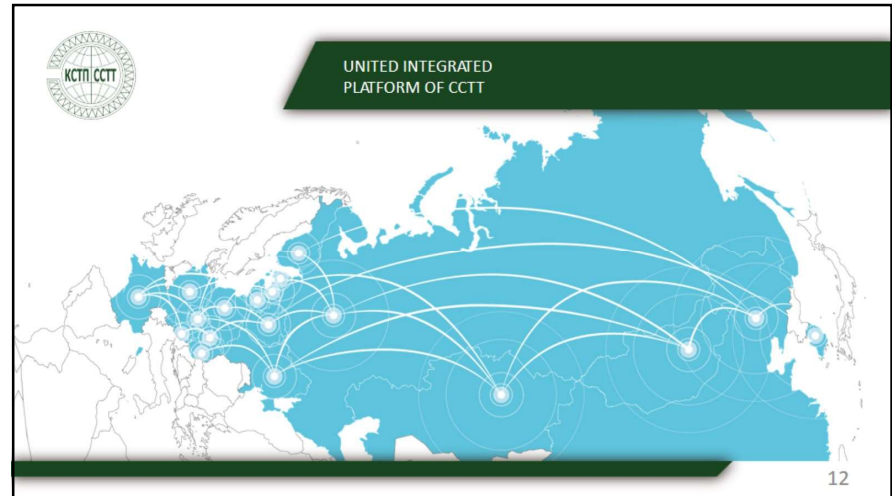 КСТП CCTT
UNITED INTEGRATED
PLATFORM OF CCTT
12